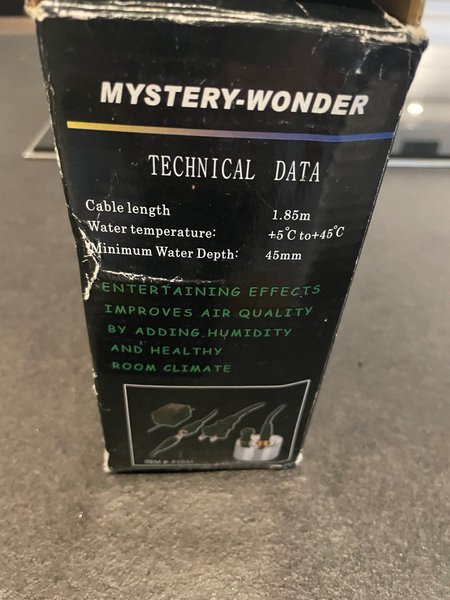 MYSTERY-WONDER
TECHNICAL DATA
Cable length 1.85m
Water temperature: +5°C to+45°C
Minimum Water Depth: 45mm
ENTERTAINING EFFECTS
IMPROVES AIR QUALITY
BY ADDING HUMIDITY
AND HEALTHY
ROOM CLIMATE